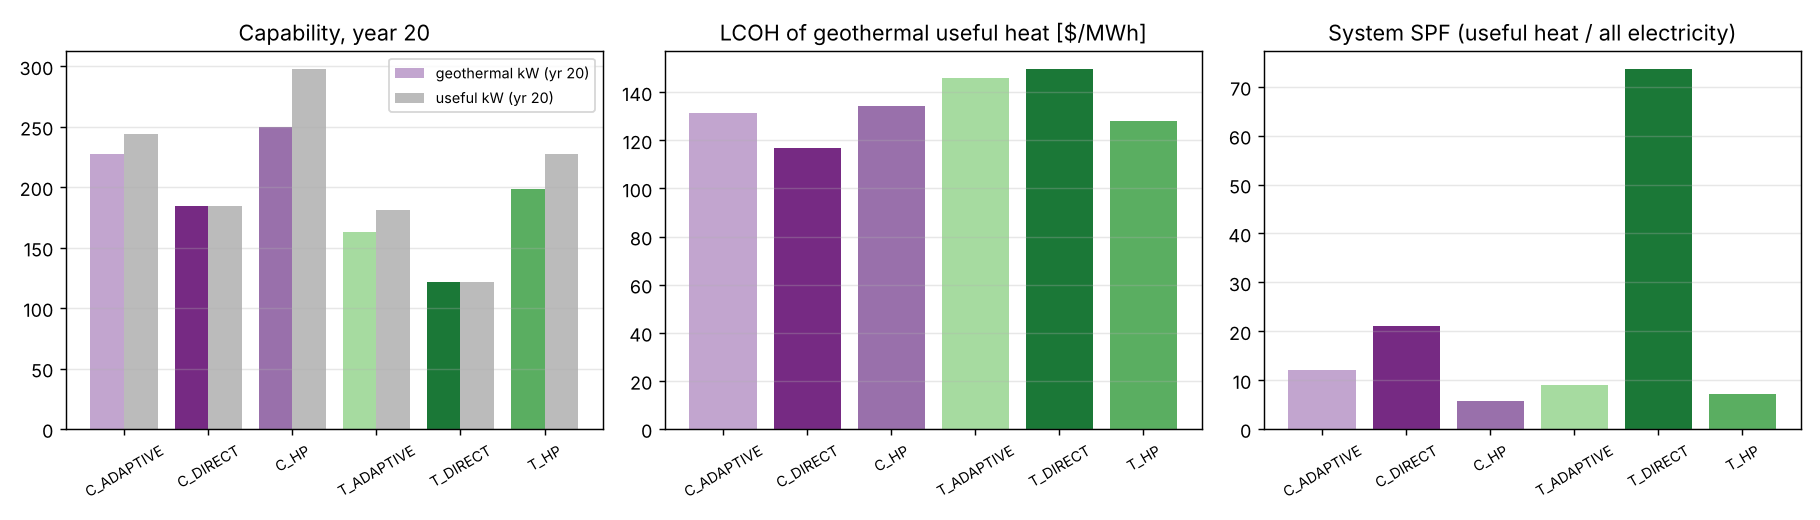 Capability, year 20
300
250
200
150
100
50
0
geothermal kW (yr 20)
useful kW (yr 20)
C_ADAPTIVE
C_DIRECT
C_HP
T_ADAPTIVE
T_DIRECT
T_HP
LCOH of geothermal useful heat [$/MWh]
140
120
100
80
60
40
20
0
C_ADAPTIVE
C_DIRECT
C_HP
T_ADAPTIVE
T_DIRECT
T_HP
System SPF (useful heat / all electricity)
70
60
50
40
30
20
10
0
C_ADAPTIVE
C_DIRECT
C_HP
T_ADAPTIVE
T_DIRECT
T_HP